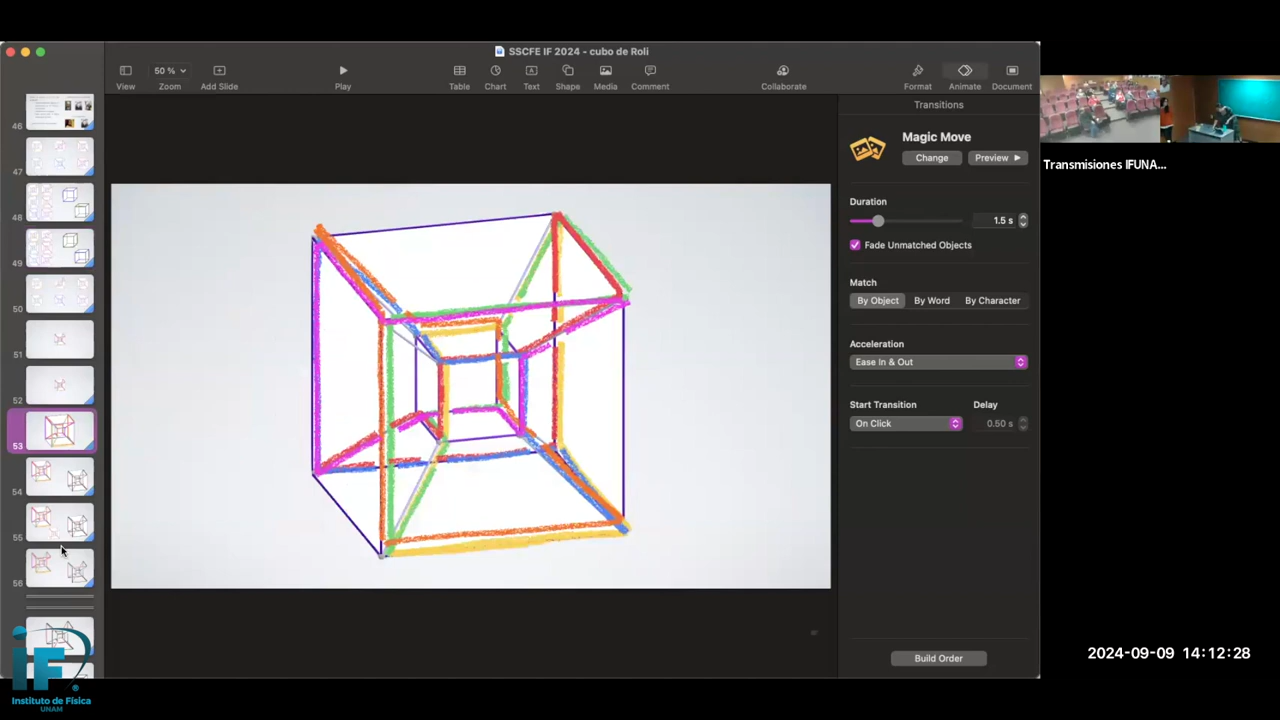 SSCFE IF 2024 - cubo de Roli
50 %
View
Zoom
Add Slide
Play
Table
Chart
Text
Shape
Media
Comment
Collaborate
Format
Animate
Document
Transitions
Magic Move
Change
Preview
Duration
1.5 s
Fade Unmatched Objects
Match
By Object
By Word
By Character
Acceleration
Ease In & Out
Start Transition
Delay
On Click
0.50 s
Build Order
46
47
48
49
50
51
52
53
54
55
56
Transmisiones IFUNA...
2024-09-09 14:12:28
iF
®
Instituto de Física
UNAM